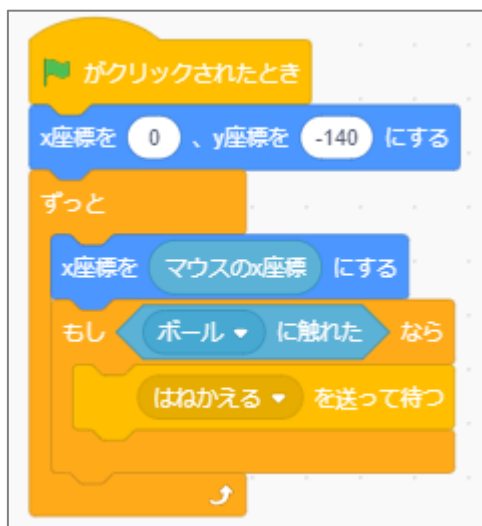 がクリックされたとき
x座標を 0 、y座標を -140 にする
ずっと
x座標を マウスのx座標 にする
もし ボール に触れた なら
はねかえる を送って待つ